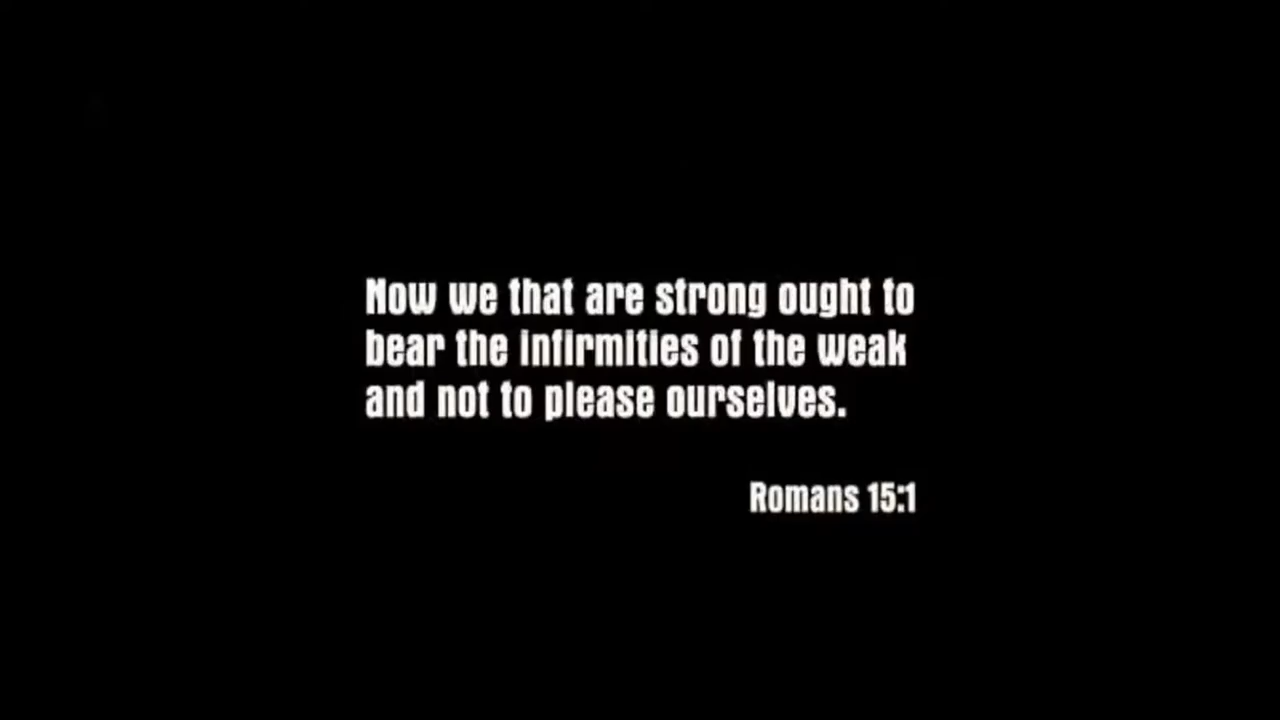 Now we that are strong ought to
bear the infirmities of the weak
and not to please ourselves.
Romans 15:1